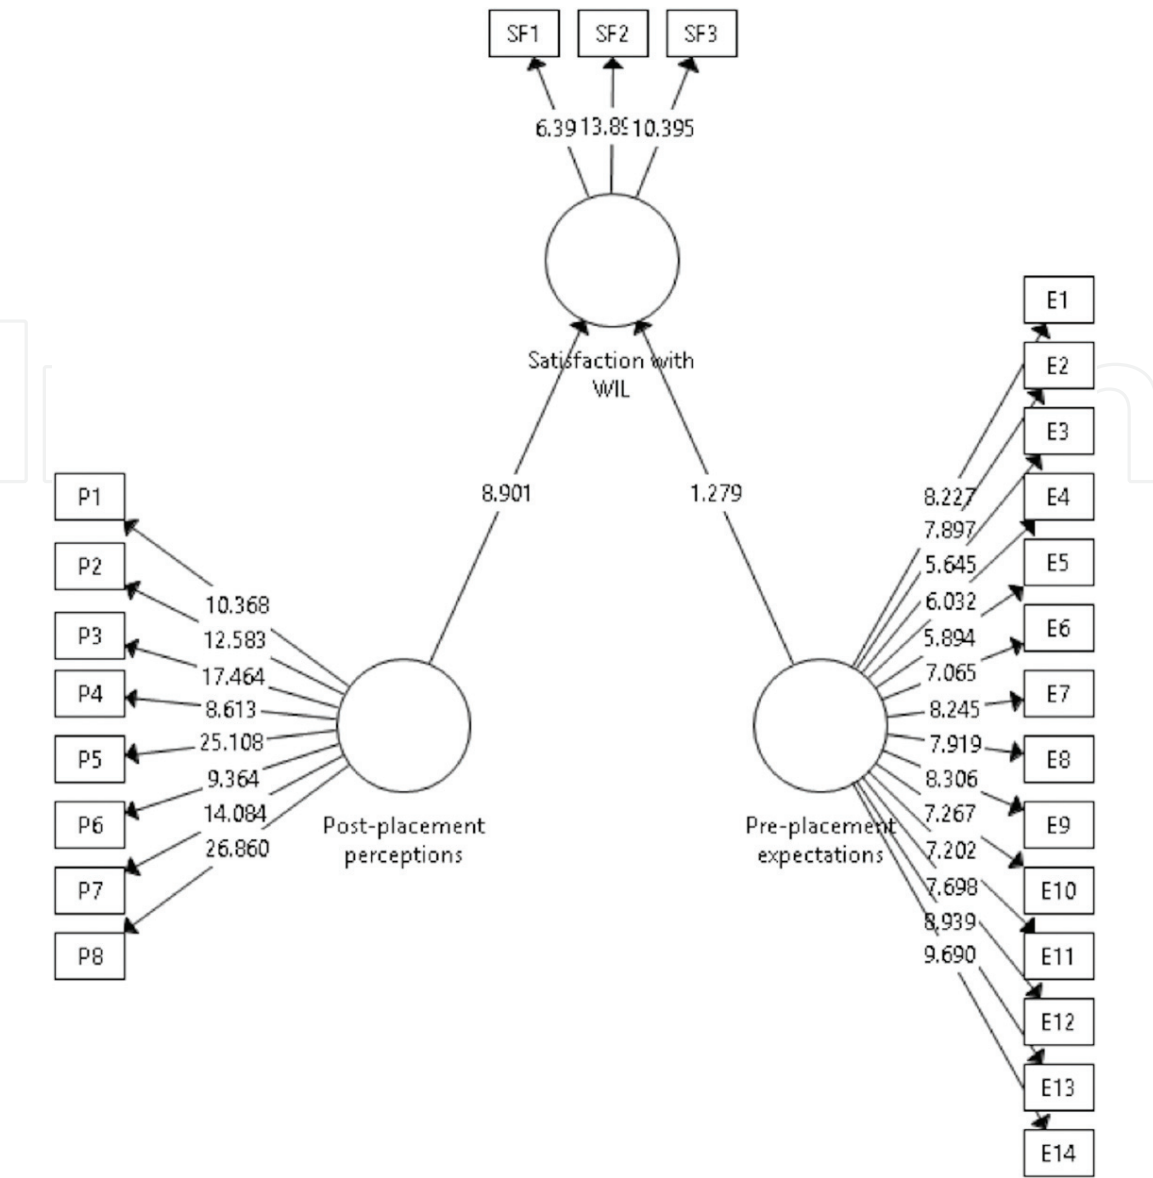 SF1 SF2 SF3
6.39 13.89 10.395
Satisfaction with
WIL
8.901 1.279
P1
P2
P3
P4
P5
P6
P7
P8
10.368
12.583
17.464
8.613
25.108
9.364
14.084
26.860
Post-placement
perceptions
Pre-placement
expectations
8.227
7.897
5.645
6.032
5.894
7.065
8.245
7.919
8.306
7.267
7.202
7.698
8.939
9.690
E1
E2
E3
E4
E5
E6
E7
E8
E9
E10
E11
E12
E13
E14